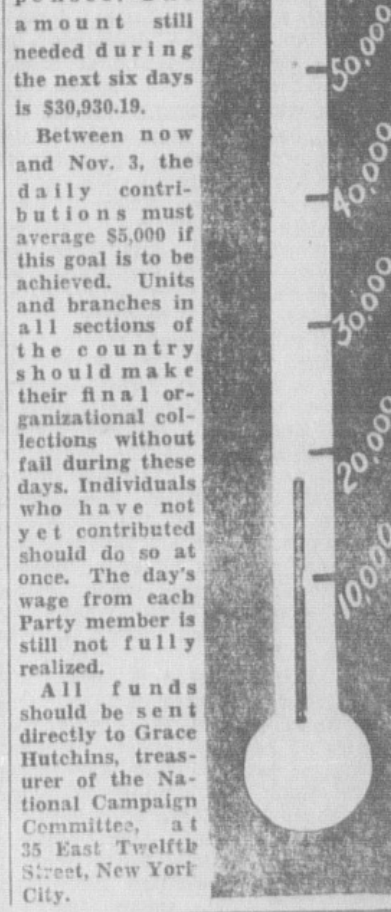 amount still
needed during
the next six days
is $30,930.19.
Between now
and Nov. 3, the
daily contri-
butions must
average $5,000 if
this goal is to be
achieved. Units
and branches in
all sections of
the country
should make
their final or-
ganizational col-
lections without
fail during these
days. Individuals
who have not
yet contributed
should do so at
once. The day's
wage from each
Party member is
still not fully
realized.
All funds
should be sent
directly to Grace
Hutchins, treas-
urer of the Na-
tional Campaign
Committee, at
35 East Twelfth
Street, New York
City.
50,000
40,000
30,000
20,000
10,000